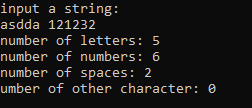 input a string:
asdda 121232
number of letters: 5
number of numbers: 6
number of spaces: 2
umber of other character: 0